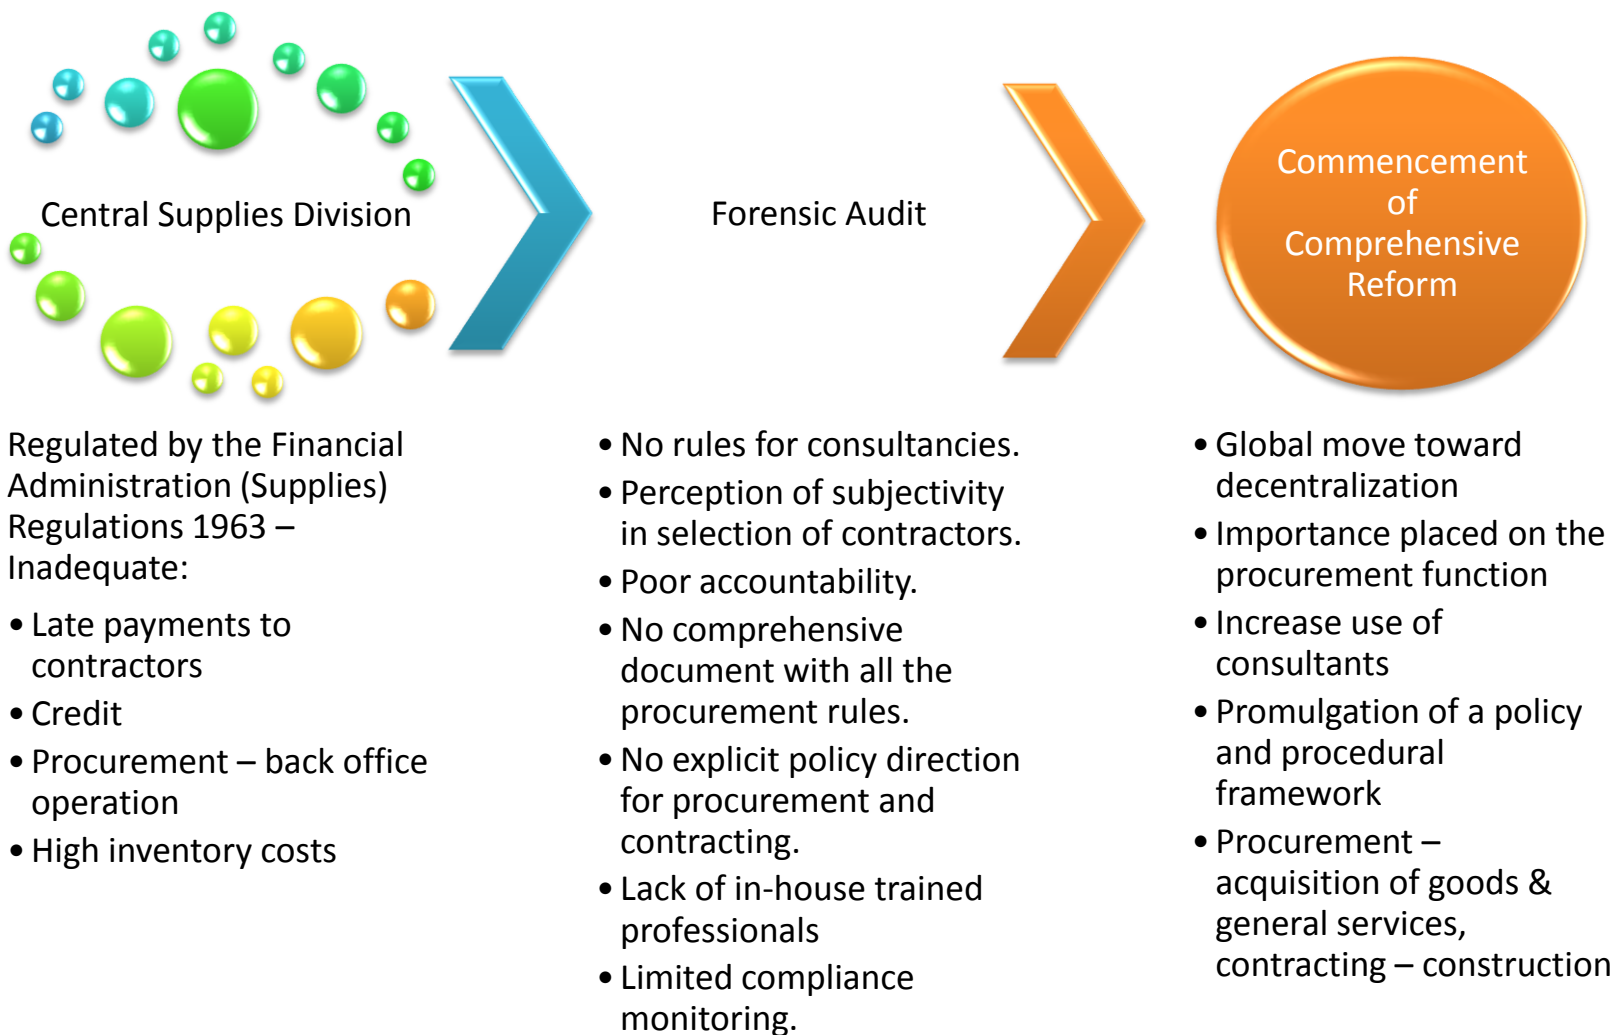 Central Supplies Division
Forensic Audit
Commencement
of
Comprehensive
Reform
Regulated by the Financial
Administration (Supplies)
Regulations 1963 –
Inadequate:
• Late payments to
contractors
• Credit
• Procurement – back office
operation
• High inventory costs
• No rules for consultancies.
• Perception of subjectivity
in selection of contractors.
• Poor accountability.
• No comprehensive
document with all the
procurement rules.
• No explicit policy direction
for procurement and
contracting.
• Lack of in-house trained
professionals
• Limited compliance
monitoring.
• Global move toward
decentralization
• Importance placed on the
procurement function
• Increase use of
consultants
• Promulgation of a policy
and procedural
framework
• Procurement –
acquisition of goods &
general services,
contracting – construction